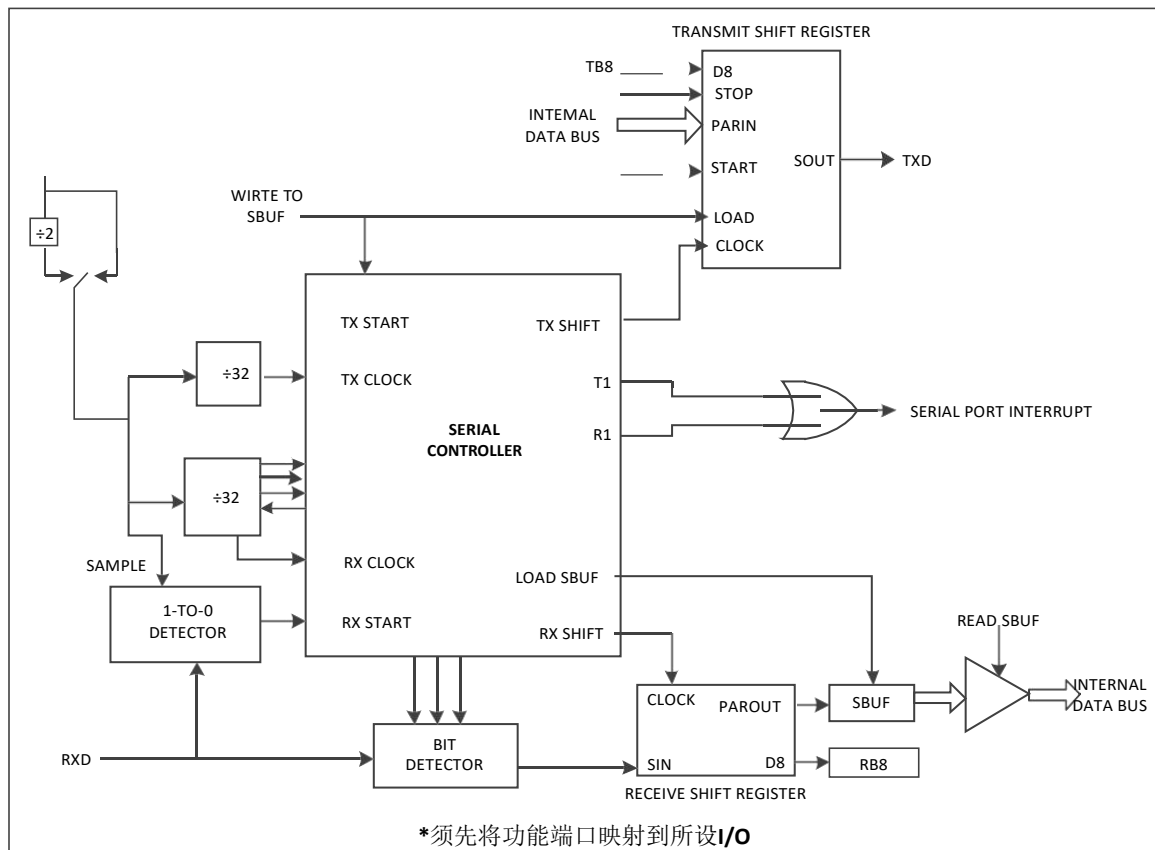 TRANSMIT SHIFT REGISTER
TB8
D8
STOP
INTEMAL
DATA BUS
PARIN
START
SOUT
TXD
WIRTE TO
SBUF
LOAD
CLOCK
÷2
TX START
TX SHIFT
÷32
TX CLOCK
T1
SERIAL PORT INTERRUPT
R1
SERIAL
CONTROLLER
÷32
SAMPLE
RX CLOCK
LOAD SBUF
1-TO-0
DETECTOR
RX START
RX SHIFT
READ SBUF
CLOCK
PAROUT
SBUF
INTERNAL
DATA BUS
RXD
BIT
DETECTOR
SIN
D8
RB8
RECEIVE SHIFT REGISTER
*须先将功能端口映射到所设I/O